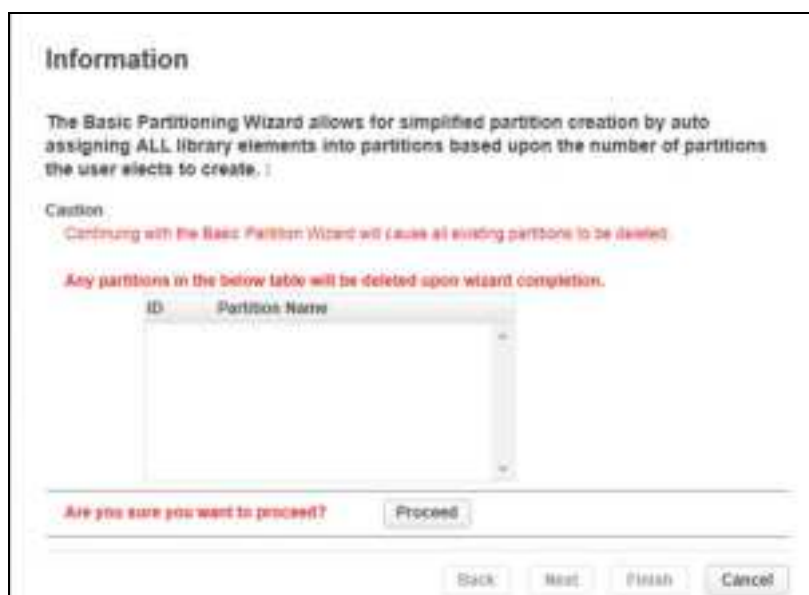 Information
The Basic Partitioning Wizard allows for simplified partition creation by auto
assigning ALL library elements into partitions based upon the number of partitions
the user elects to create. :
Caution
Continuing with the Basic Partition Wizard will cause all existing partitions to be deleted.
Any partitions in the below table will be deleted upon wizard completion.
ID Partition Name
Are you sure you want to proceed? Proceed
Back Next Finish Cancel